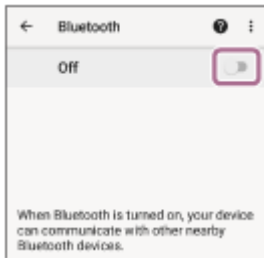 Bluetooth
Off
When Bluetooth is turned on, your device
can communicate with other nearby
Bluetooth devices.